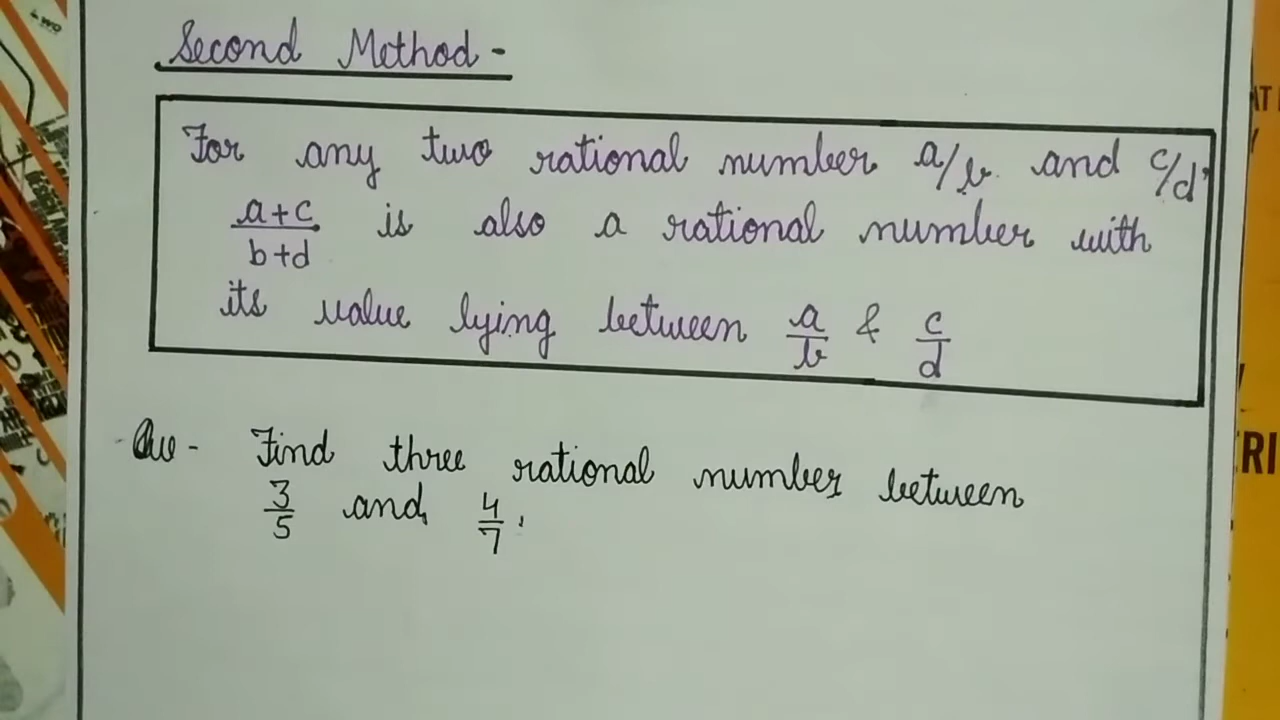 Second Method -
For any two rational number a/b and c/d,
a+c/b+d is also a rational number with
its value lying between a/b & c/d
Que - Find three rational number between
3/5 and 4/7.
ERI